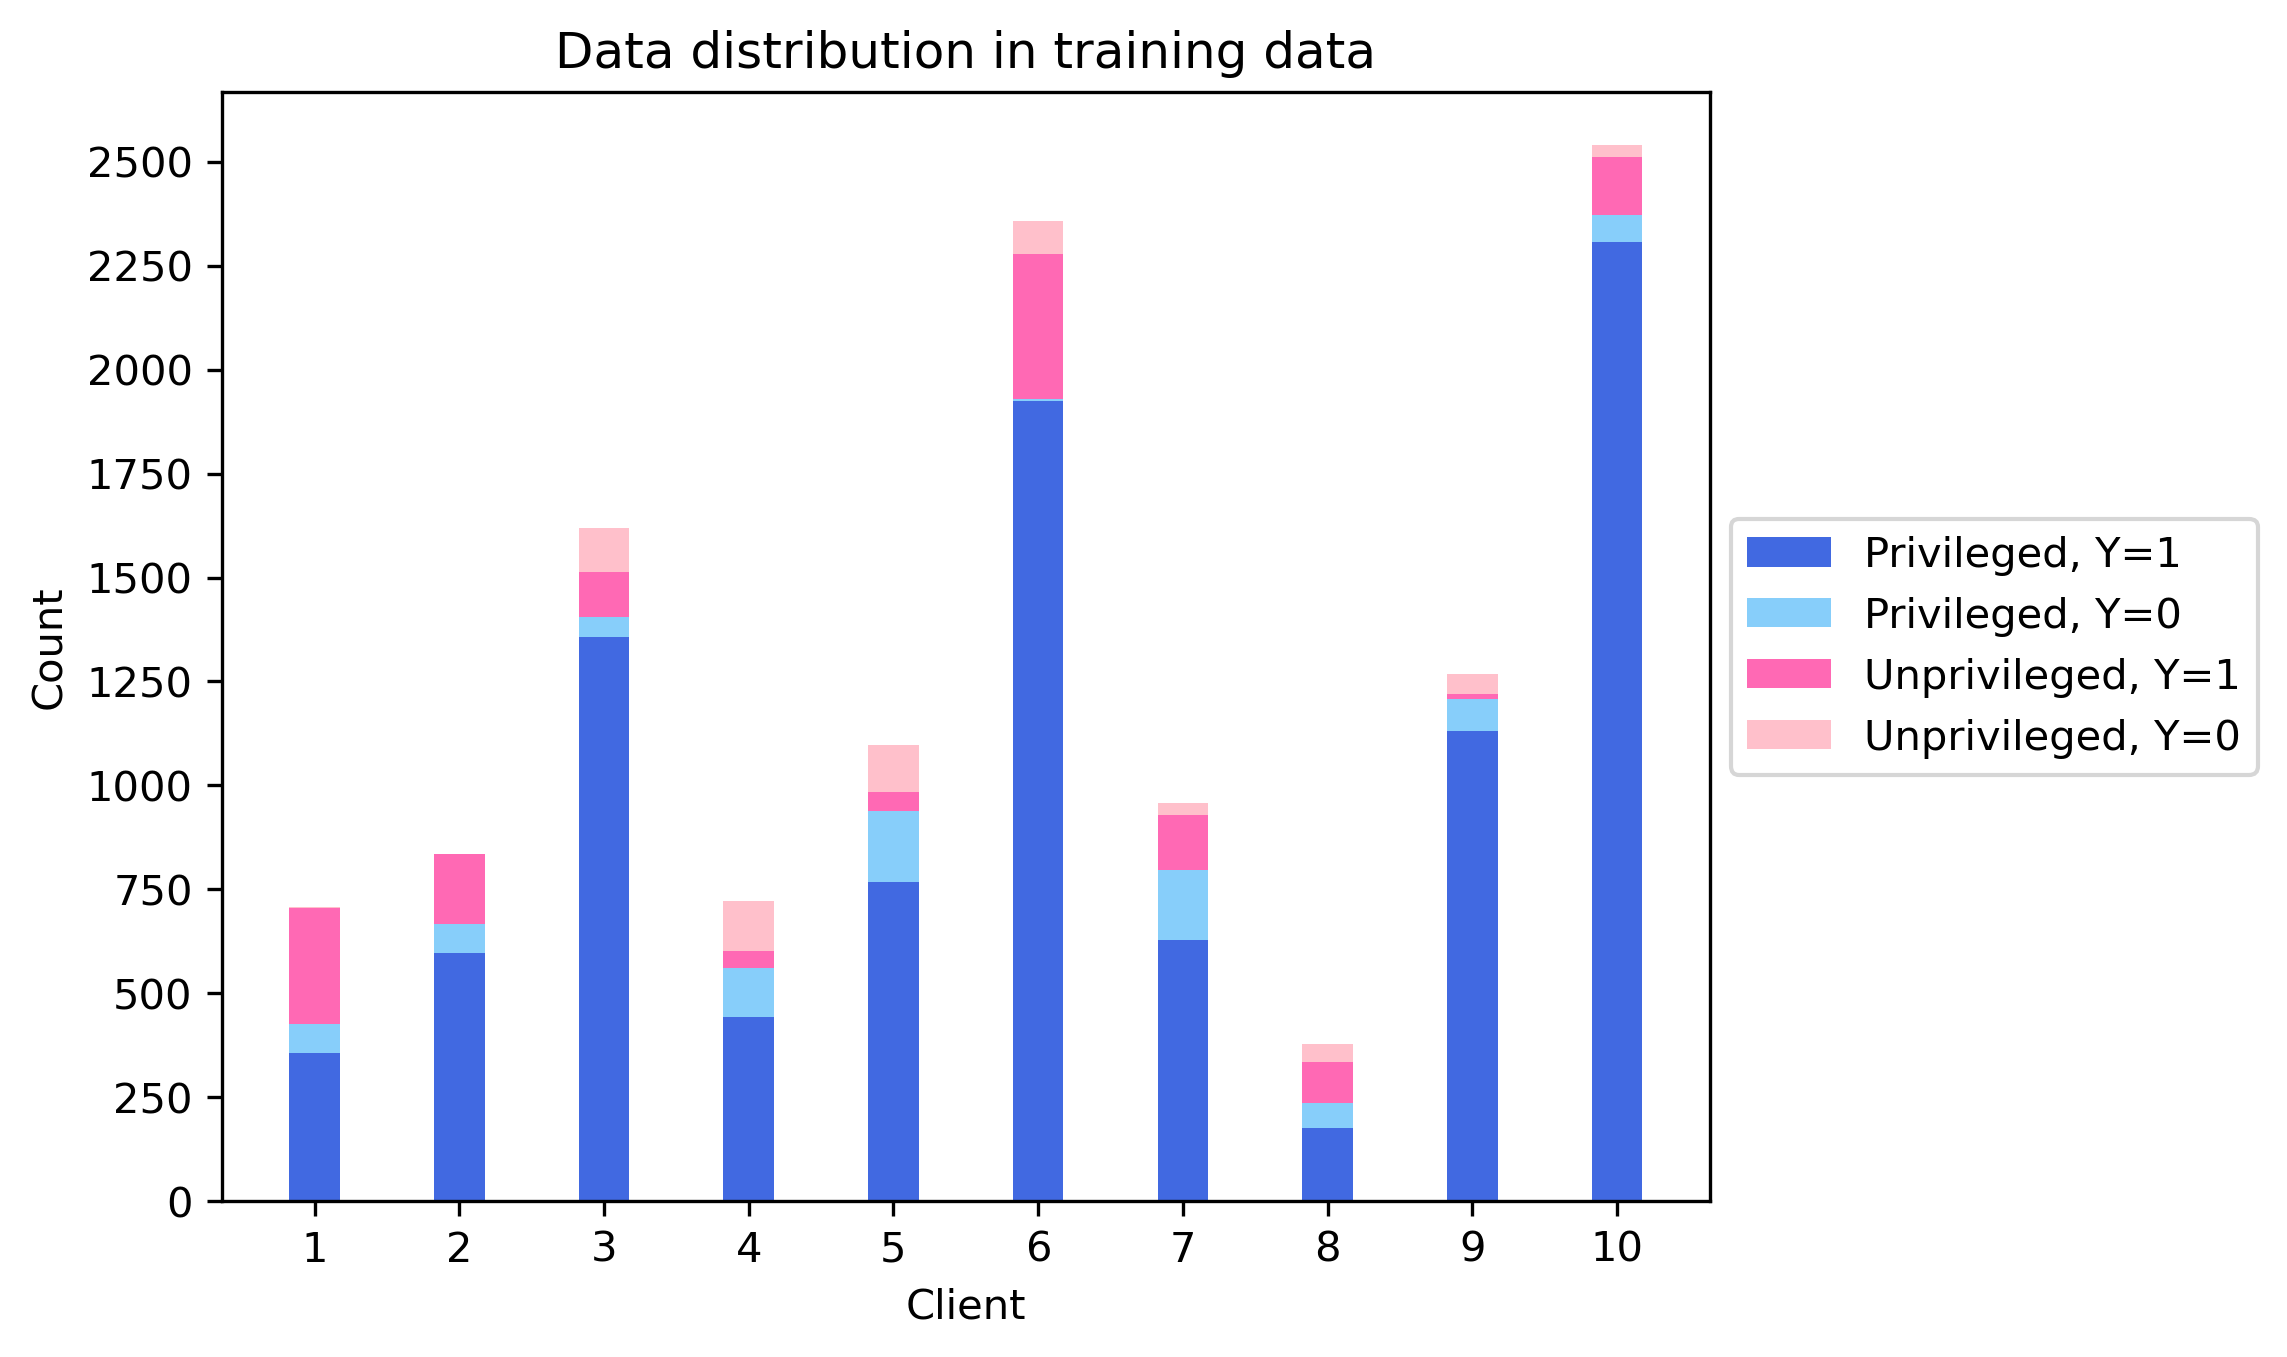 Data distribution in training data
Count
2500
2250
2000
1750
1500
1250
1000
750
500
250
0
1 2 3 4 5 6 7 8 9 10
Client
Privileged, Y=1
Privileged, Y=0
Unprivileged, Y=1
Unprivileged, Y=0